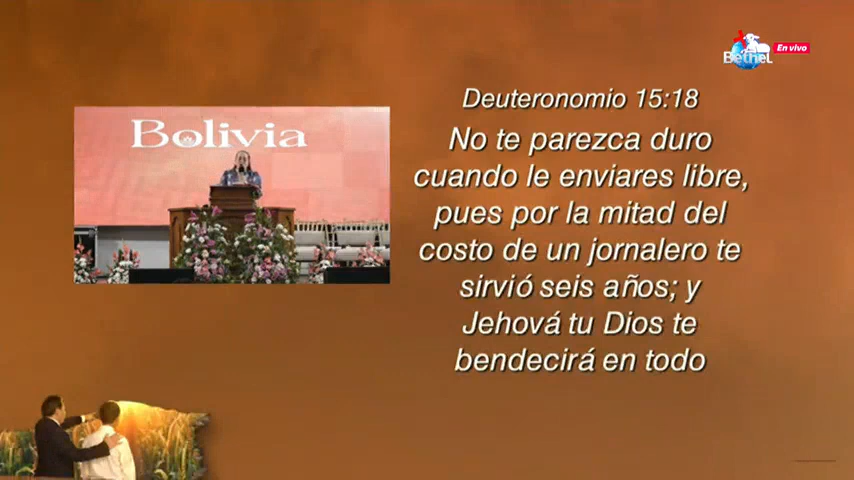 Bethel
En vivo
Bolivia
Deuteronomio 15:18
No te parezca duro
cuando le enviares libre,
pues por la mitad del
costo de un jornalero te
sirvió seis años; y
Jehová tu Dios te
bendecirá en todo